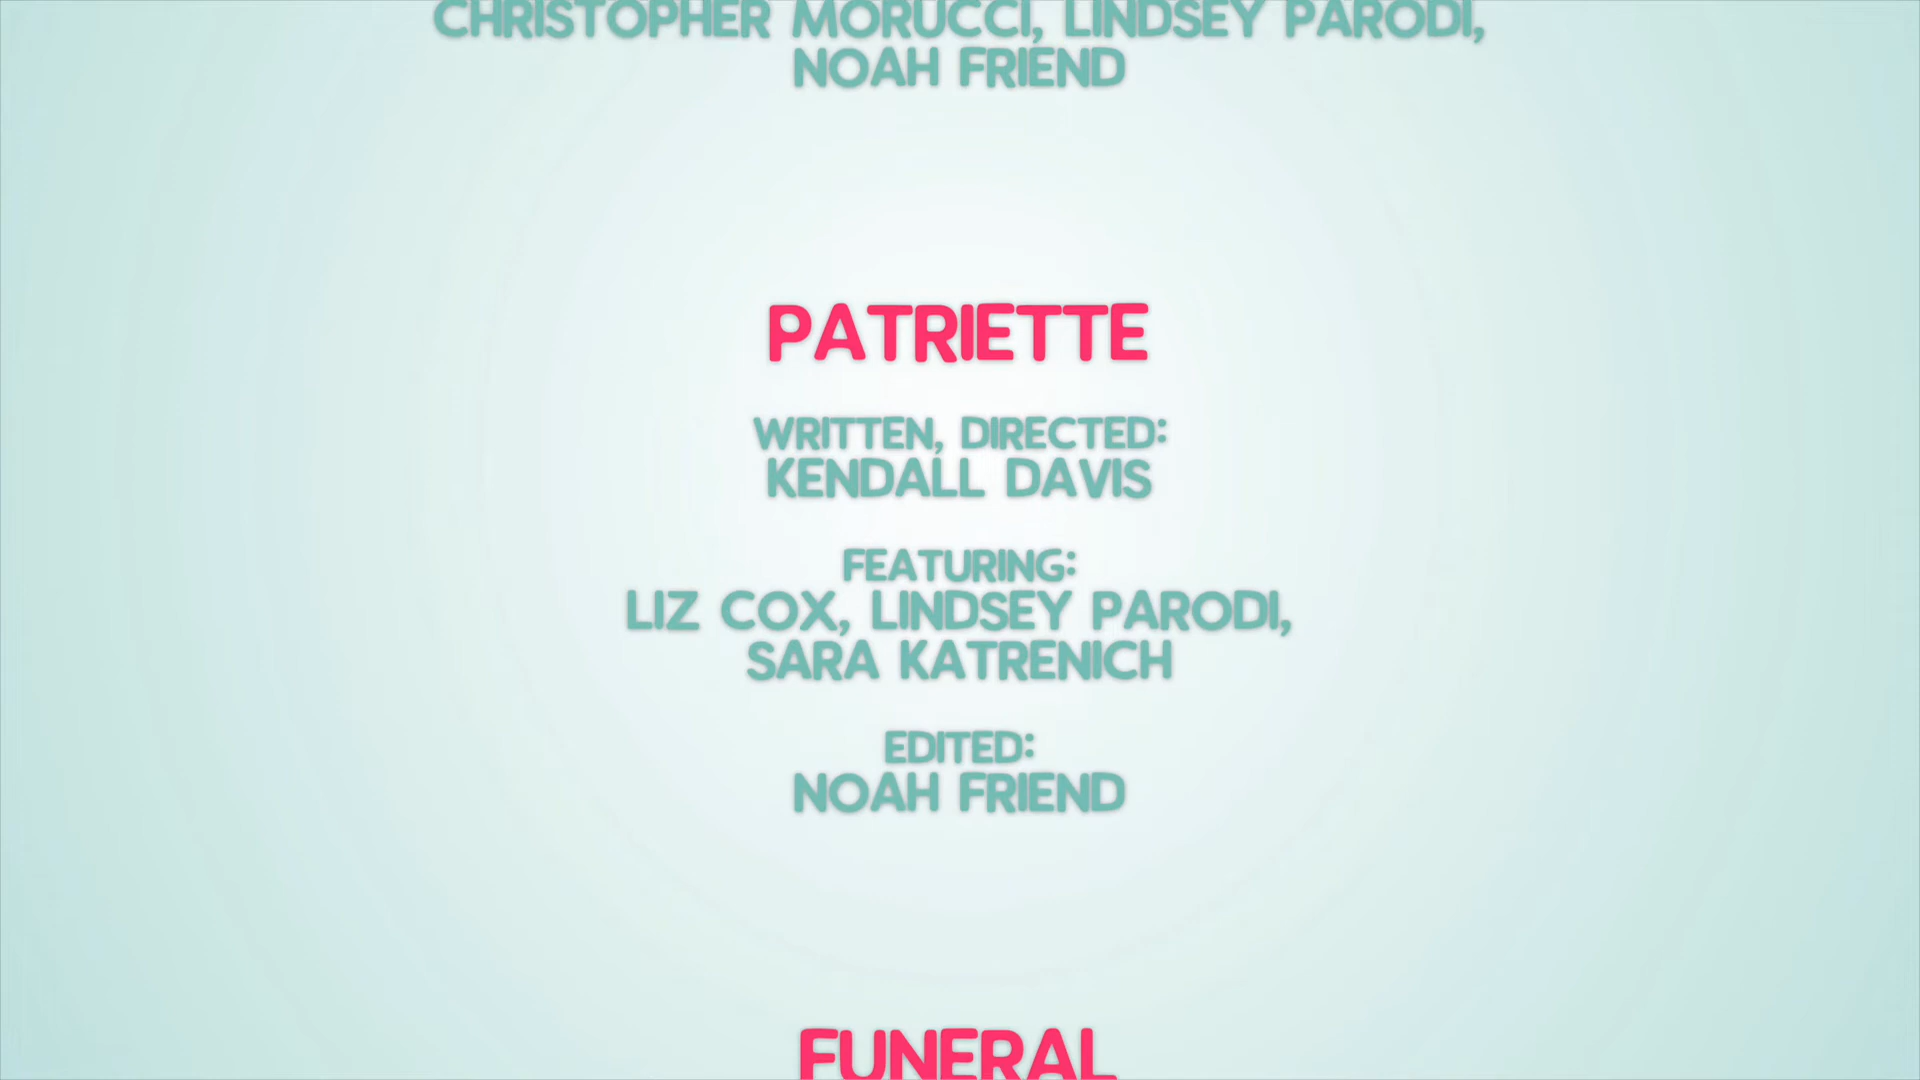 CHRISTOPHER MORUCCI, LINDSEY PARODI,
NOAH FRIEND
PATRIETTE
WRITTEN, DIRECTED:
KENDALL DAVIS
FEATURING:
LIZ COX, LINDSEY PARODI,
SARA KATRENICH
EDITED:
NOAH FRIEND
FUNERAL